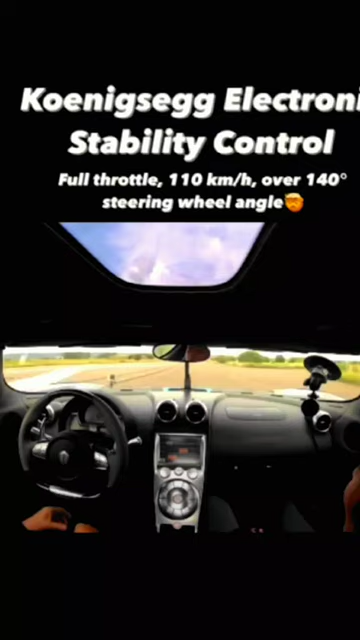 Koenigsegg Electroni
Stability Control
Full throttle, 110 km/h, over 140°
steering wheel angle🤯